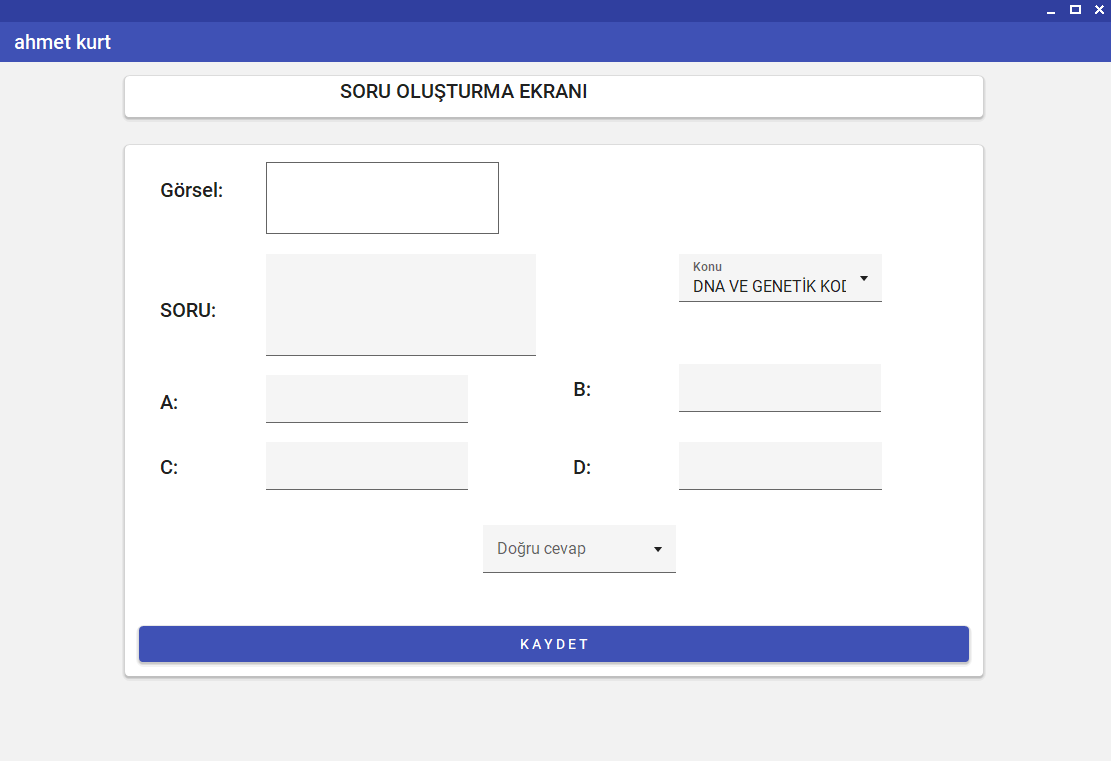 ahmet kurt
SORU OLUŞTURMA EKRANI
Görsel:
Konu
DNA VE GENETİK KOD
SORU:
A:
B:
C:
D:
Doğru cevap
KAYDET